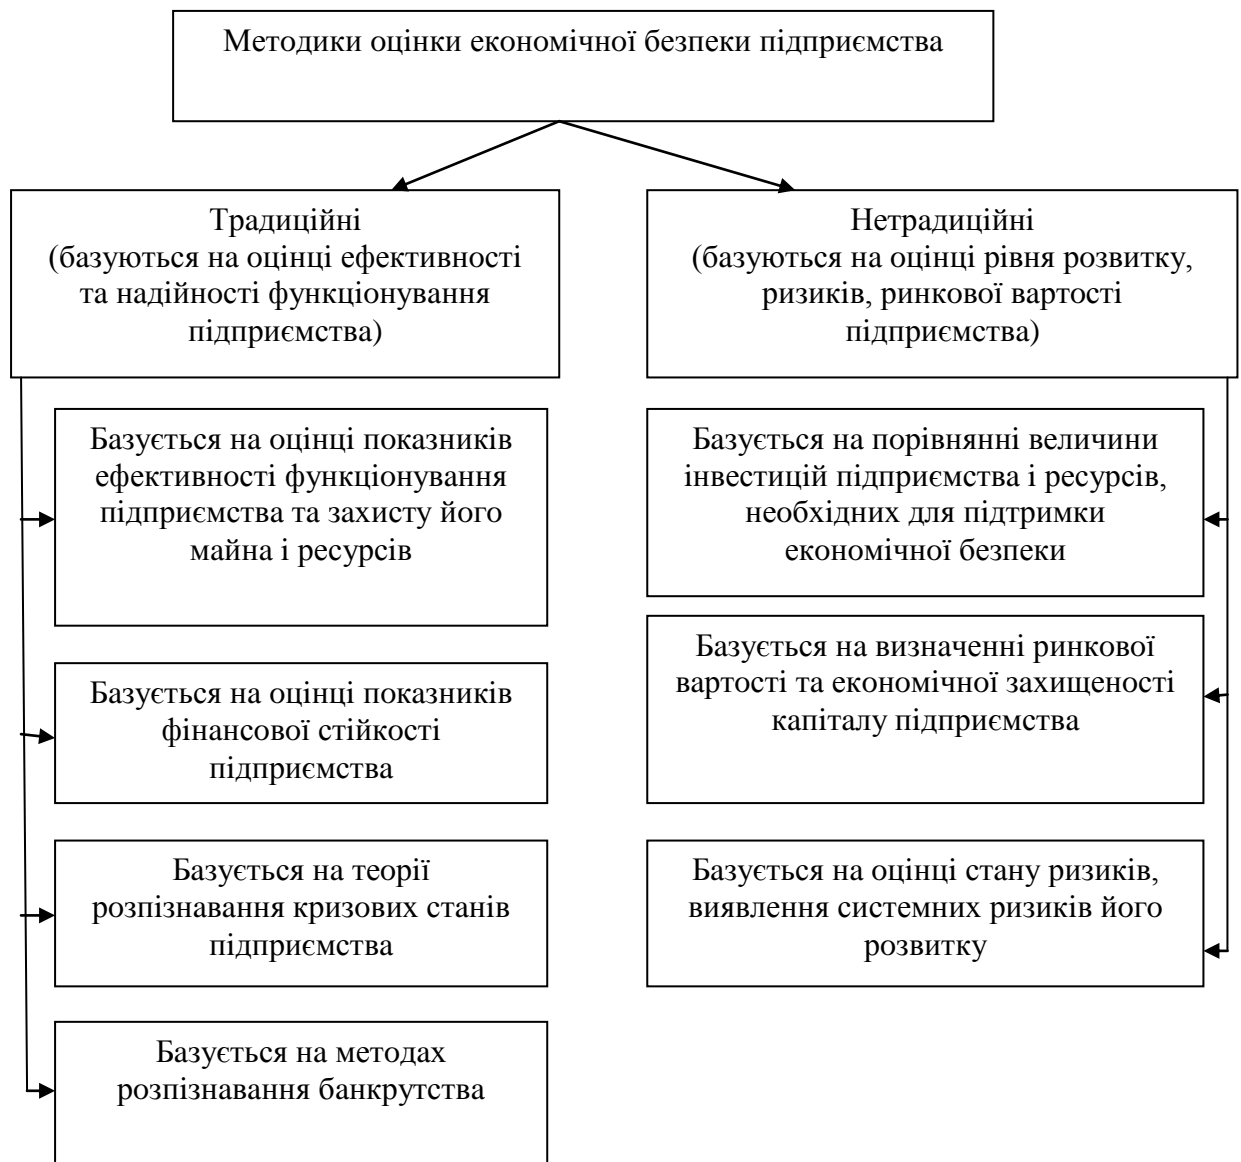 Методики оцінки економічної безпеки підприємства
Традиційні
(базуються на оцінці ефективності
та надійності функціонування
підприємства)
Базується на оцінці показників
ефективності функціонування
підприємства та захисту його
майна і ресурсів
Базується на оцінці показників
фінансової стійкості
підприємства
Базується на теорії
розпізнавання кризових станів
підприємства
Базується на методах
розпізнавання банкрутства
Нетрадиційні
(базуються на оцінці рівня розвитку,
ризиків, ринкової вартості
підприємства)
Базується на порівнянні величини
інвестицій підприємства і ресурсів,
необхідних для підтримки
економічної безпеки
Базується на визначенні ринкової
вартості та економічної захищеності
капіталу підприємства
Базується на оцінці стану ризиків,
виявлення системних ризиків його
розвитку